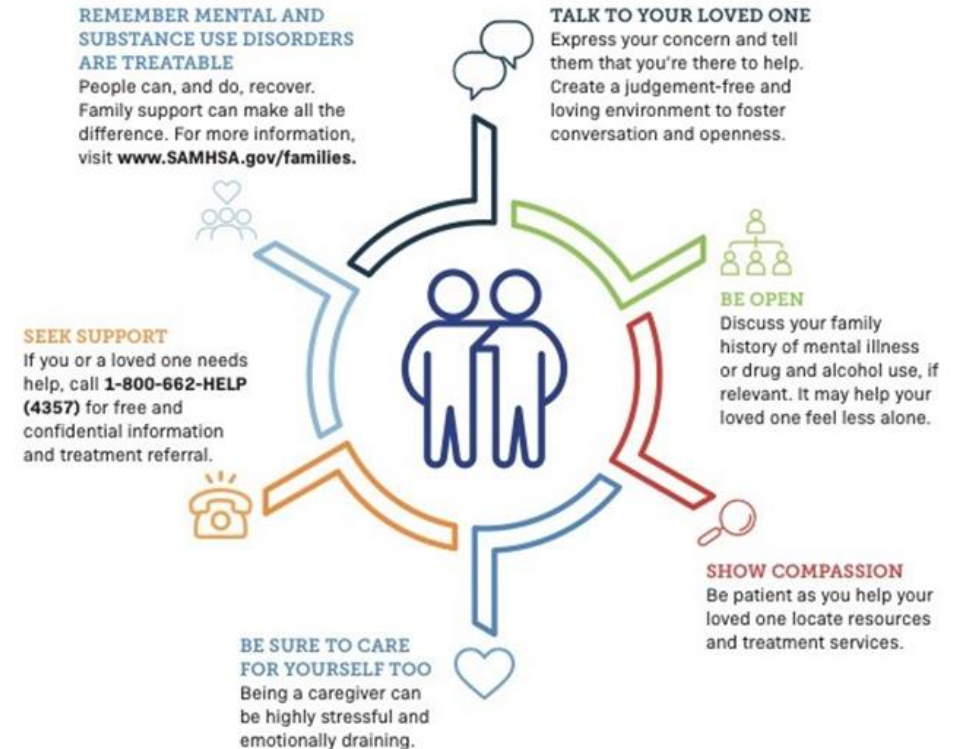 REMEMBER MENTAL AND
SUBSTANCE USE DISORDERS
ARE TREATABLE
People can, and do, recover.
Family support can make all the
difference. For more information,
visit www.SAMHSA.gov/families.
TALK TO YOUR LOVED ONE
Express your concern and tell
them that you're there to help.
Create a judgement-free and
loving environment to foster
conversation and openness.
BE OPEN
Discuss your family
history of mental illness
or drug and alcohol use, if
relevant. It may help your
loved one feel less alone.
SHOW COMPASSION
Be patient as you help your
loved one locate resources
and treatment services.
BE SURE TO CARE
FOR YOURSELF TOO
Being a caregiver can
be highly stressful and
emotionally draining.
SEEK SUPPORT
If you or a loved one needs
help, call 1-800-662-HELP
(4357) for free and
confidential information
and treatment referral.